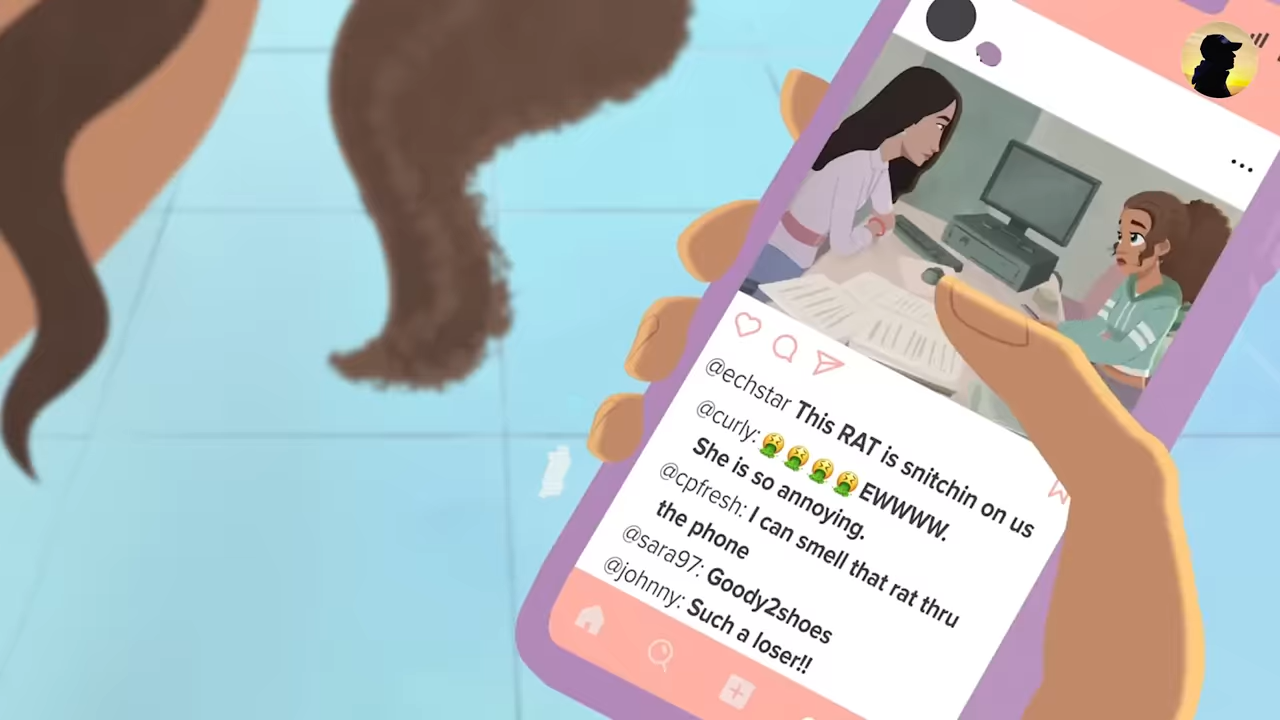 @echstar This RAT is snitchin on us
@curly: 🤮🤮🤮🤮 EWWWW.
She is so annoying.
@cpfresh: I can smell that rat thru
the phone
@sara97: Goody2shoes
@johnny: Such a loser!!